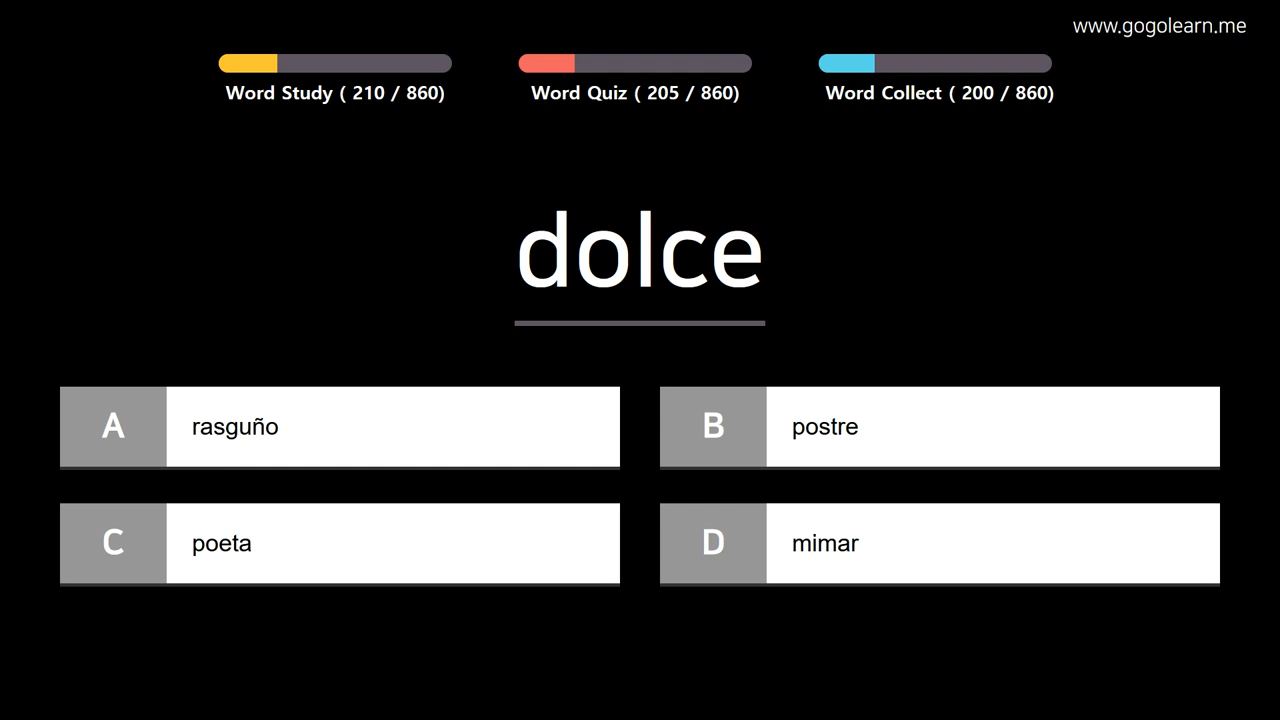 www.gogolearn.me
Word Study ( 210 / 860)
Word Quiz ( 205 / 860)
Word Collect ( 200 / 860)
dolce
A rasguño
B postre
C poeta
D mimar